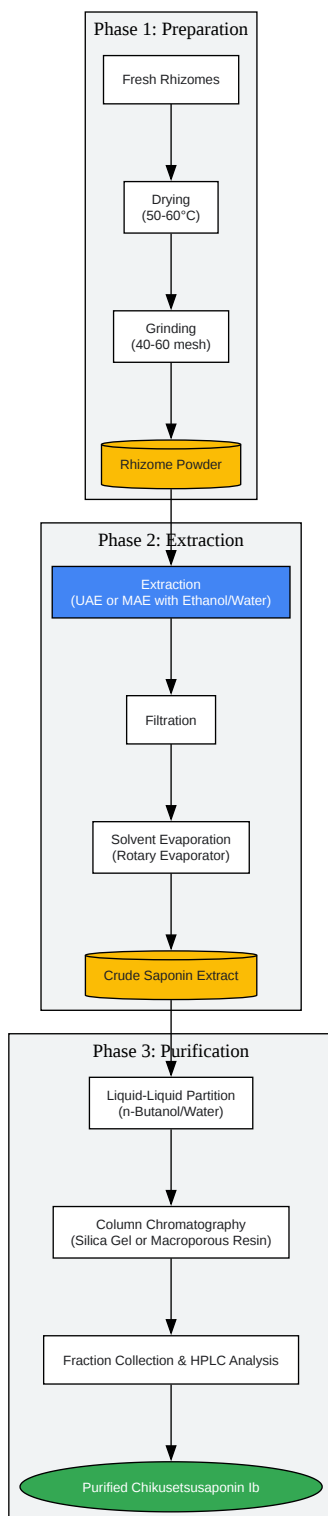 Phase 1: Preparation
Fresh Rhizomes
Drying
(50-60°C)
Grinding
(40-60 mesh)
Rhizome Powder
Phase 2: Extraction
Extraction
(UAE or MAE with Ethanol/Water)
Filtration
Solvent Evaporation
(Rotary Evaporator)
Crude Saponin Extract
Phase 3: Purification
Liquid-Liquid Partition
(n-Butanol/Water)
Column Chromatography
(Silica Gel or Macroporous Resin)
Fraction Collection & HPLC Analysis
Purified Chikusetsusaponin Ib